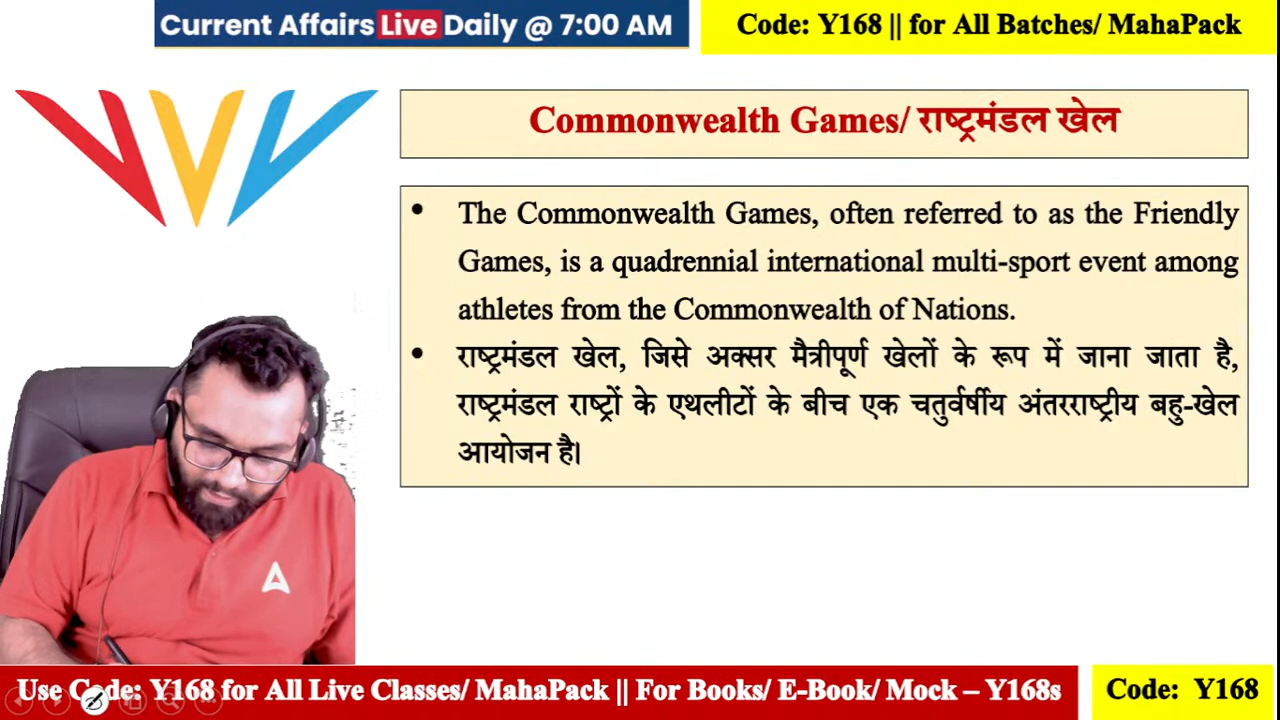 Current Affairs Live Daily @ 7:00 AM
Code: Y168 || for All Batches/ MahaPack
Commonwealth Games/ राष्ट्रमंडल खेल
• The Commonwealth Games, often referred to as the Friendly
Games, is a quadrennial international multi-sport event among
athletes from the Commonwealth of Nations.
• राष्ट्रमंडल खेल, जिसे अक्सर मैत्रीपूर्ण खेलों के रूप में जाना जाता है,
राष्ट्रमंडल राष्ट्रों के एथलीटों के बीच एक चतुर्वर्षीय अंतरराष्ट्रीय बहु-खेल
आयोजन है।
Use Code: Y168 for All Live Classes/ MahaPack || For Books/ E-Book/ Mock – Y168s
Code: Y168